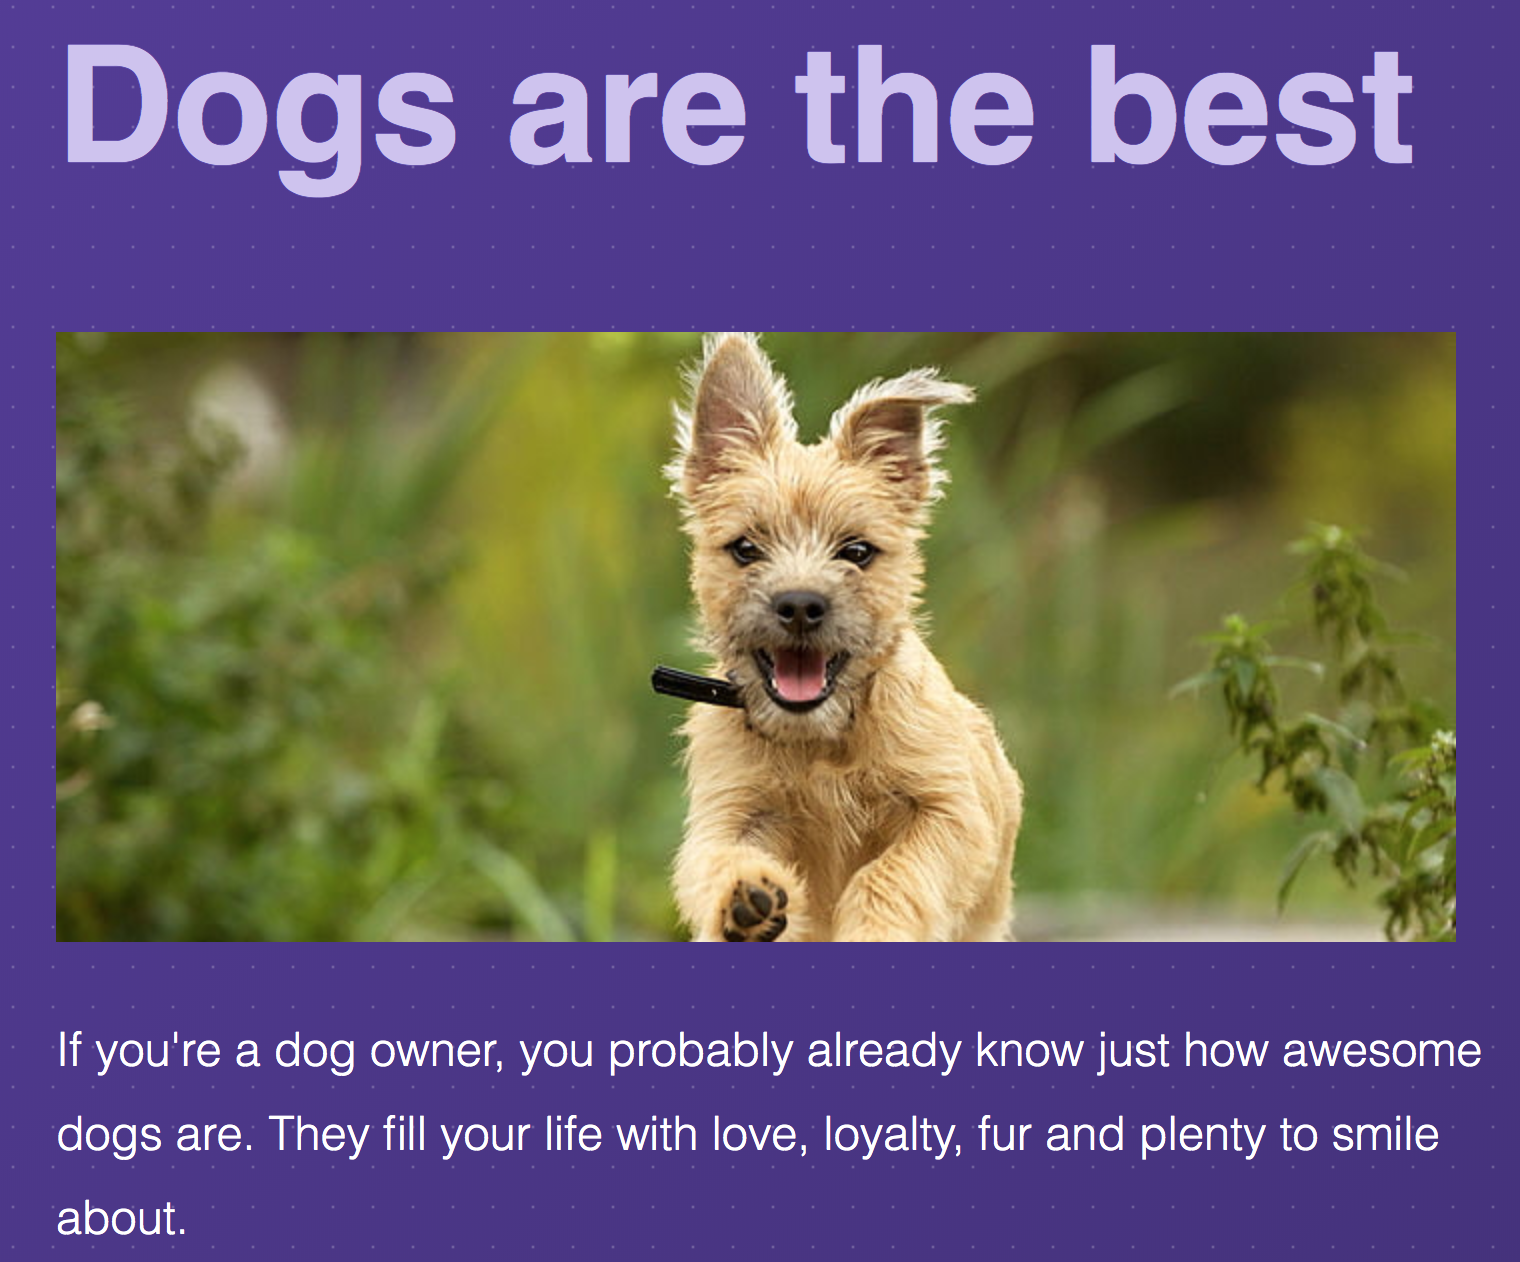 Dogs are the best
If you're a dog owner, you probably already know just how awesome
dogs are. They fill your life with love, loyalty, fur and plenty to smile
about.